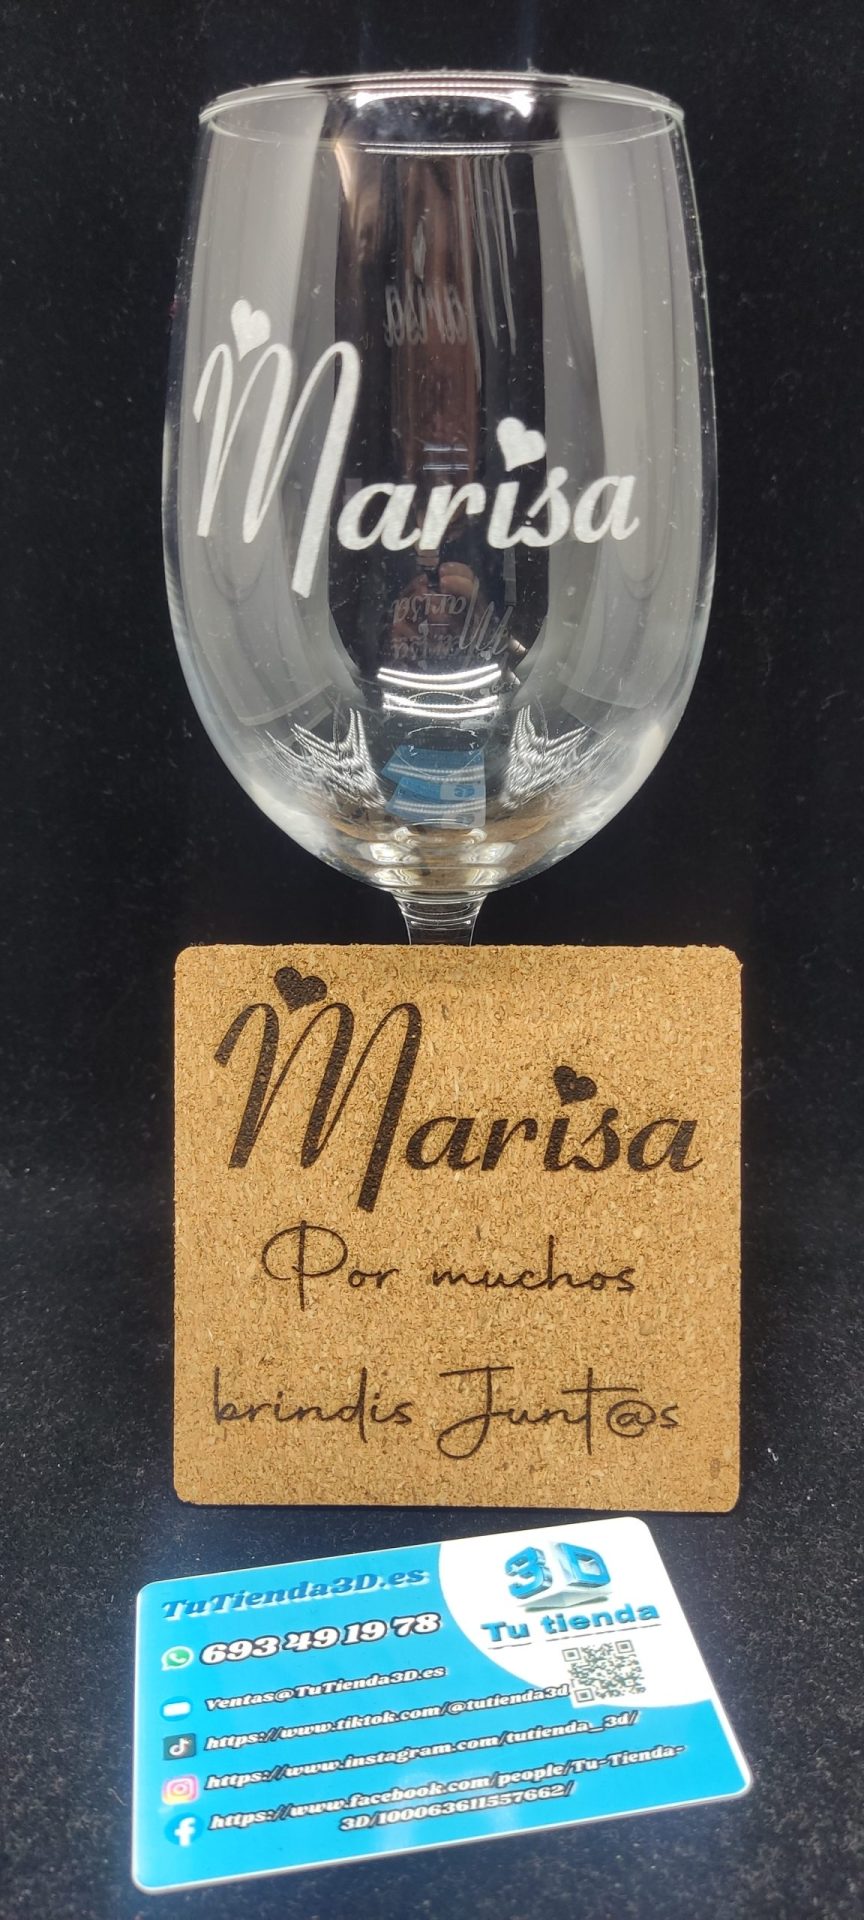 Marisa
Marisa
Por muchos
brindis Junt@s
TuTienda3D.es
3D
Tu tienda
693 49 19 78
Ventas@TuTienda3D.es
https://www.tiktok.com/@tutienda3d
https://www.instagram.com/tutienda_3d/
https://www.facebook.com/people/Tu-Tienda-
3D/100063611557662/